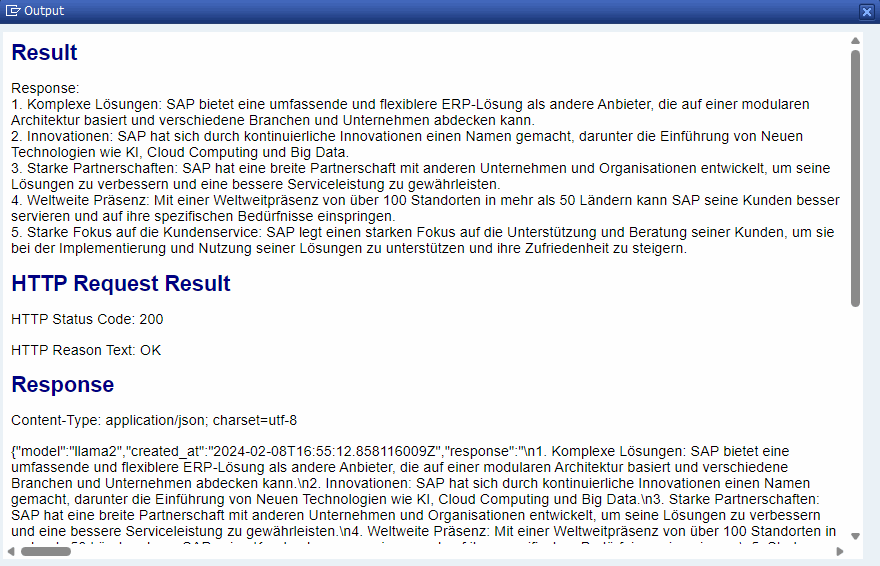 Output
Result
Response:
1. Komplexe Lösungen: SAP bietet eine umfassende und flexiblere ERP-Lösung als andere Anbieter, die auf einer modularen
Architektur basiert und verschiedene Branchen und Unternehmen abdecken kann.
2. Innovationen: SAP hat sich durch kontinuierliche Innovationen einen Namen gemacht, darunter die Einführung von Neuen
Technologien wie KI, Cloud Computing und Big Data.
3. Starke Partnerschaften: SAP hat eine breite Partnerschaft mit anderen Unternehmen und Organisationen entwickelt, um seine
Lösungen zu verbessern und eine bessere Serviceleistung zu gewährleisten.
4. Weltweite Präsenz: Mit einer Weltweitpräsenz von über 100 Standorten in mehr als 50 Ländern kann SAP seine Kunden besser
servieren und auf ihre spezifischen Bedürfnisse einspringen.
5. Starke Fokus auf die Kundenservice: SAP legt einen starken Fokus auf die Unterstützung und Beratung seiner Kunden, um sie
bei der Implementierung und Nutzung seiner Lösungen zu unterstützen und ihre Zufriedenheit zu steigern.
HTTP Request Result
HTTP Status Code: 200
HTTP Reason Text: OK
Response
Content-Type: application/json; charset=utf-8
{"model":"llama2","created_at":"2024-02-08T16:55:12.858116009Z","response":"\n1. Komplexe Lösungen: SAP bietet eine
umfassende und flexiblere ERP-Lösung als andere Anbieter, die auf einer modularen Architektur basiert und verschiedene
Branchen und Unternehmen abdecken kann.\n2. Innovationen: SAP hat sich durch kontinuierliche Innovationen einen Namen
gemacht, darunter die Einführung von Neuen Technologien wie KI, Cloud Computing und Big Data.\n3. Starke Partnerschaften:
SAP hat eine breite Partnerschaft mit anderen Unternehmen und Organisationen entwickelt, um seine Lösungen zu verbessern
und eine bessere Serviceleistung zu gewährleisten.\n4. Weltweite Präsenz: Mit einer Weltweitpräsenz von über 100 Standorten in